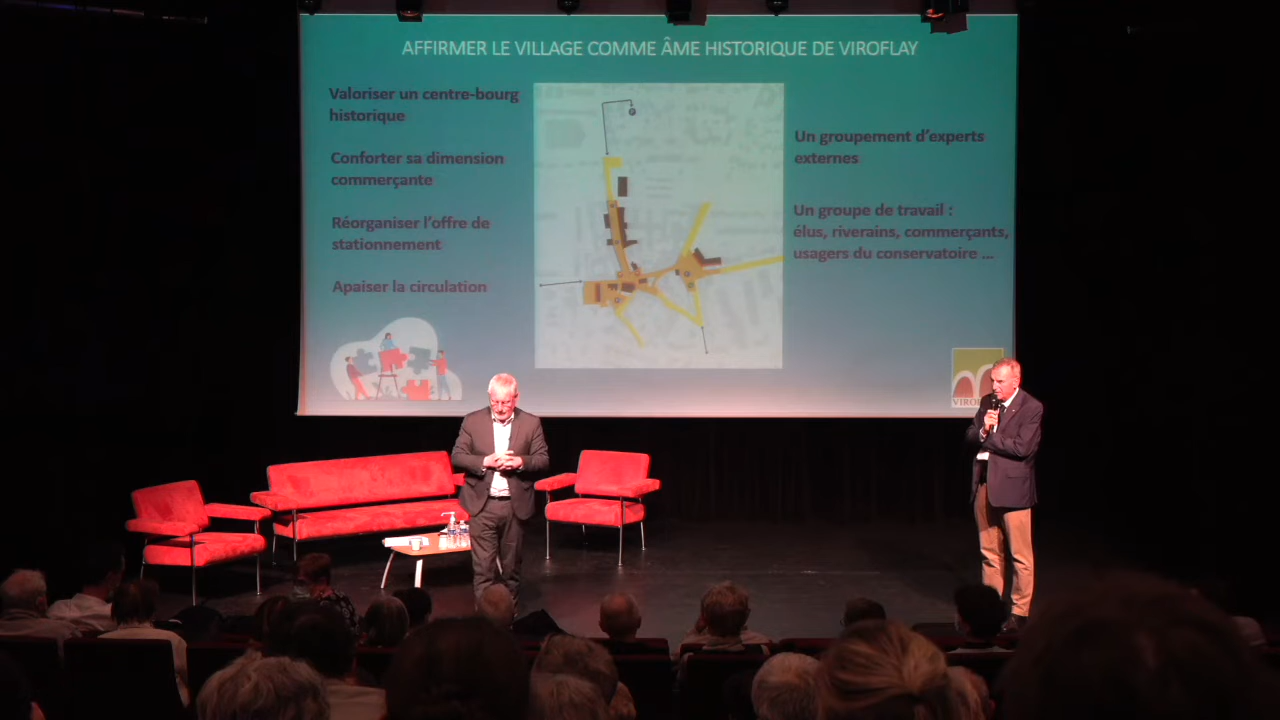 AFFIRMER LE VILLAGE COMME ÂME HISTORIQUE DE VIROFLAY
Valoriser un centre-bourg
historique
Conforter sa dimension
commerçante
Réorganiser l'offre de
stationnement
Apaiser la circulation
Un groupement d'experts
externes
Un groupe de travail :
élus, riverains, commerçants,
usagers du conservatoire ...